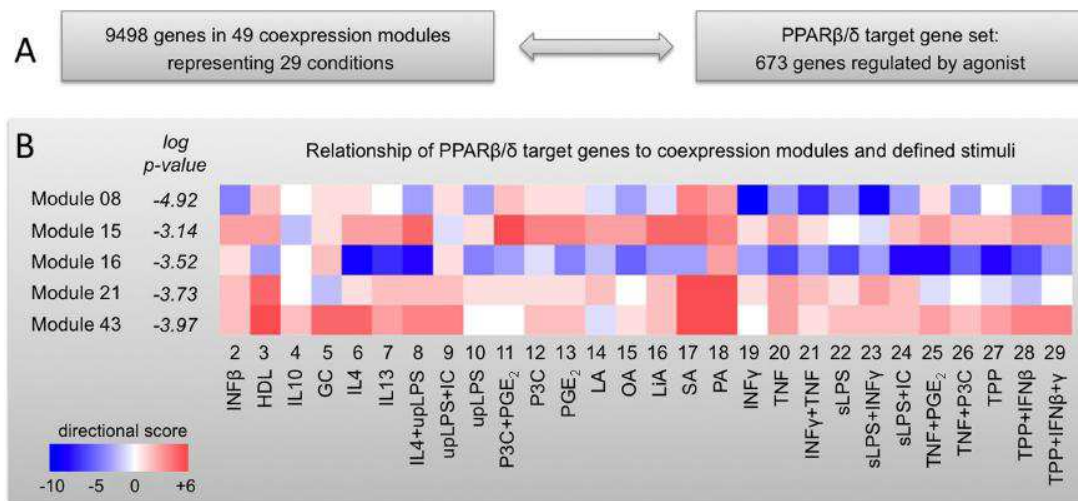 A
9498 genes in 49 coexpression modules
representing 29 conditions
PPARβ/δ target gene set:
673 genes regulated by agonist
B
log
p-value
Relationship of PPARβ/δ target genes to coexpression modules and defined stimuli
Module 08 -4.92
Module 15 -3.14
Module 16 -3.52
Module 21 -3.73
Module 43 -3.97
2 3 4 5 6 7 8 9 10 11 12 13 14 15 16 17 18 19 20 21 22 23 24 25 26 27 28 29
INFβ
HDL
IL10
GC
IL4
IL13
IL4+upLPS
upLPS+IC
upLPS
P3C+PGE₂
P3C
PGE₂
LA
OA
LiA
SA
PA
INFγ
TNF
INFγ+TNF
sLPS
sLPS+INFγ
sLPS+IC
TNF+PGE₂
TNF+P3C
TPP
TPP+IFNβ
TPP+IFNβ+γ
directional score
-10 -5 0 +6